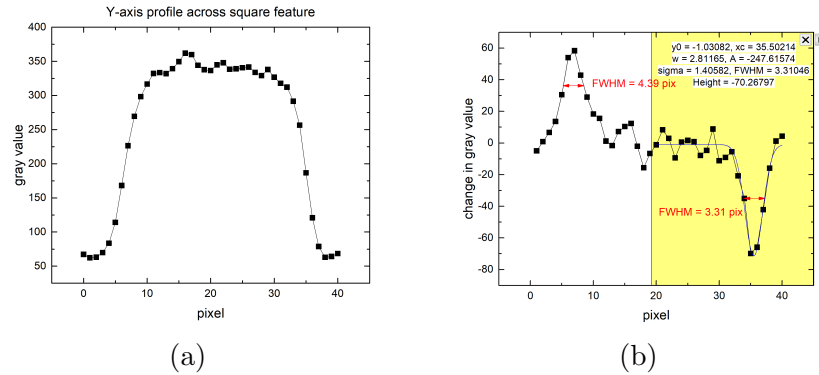 Y-axis profile across square feature
400
350
300
250
200
150
100
50
gray value
0
10
20
30
40
pixel
(a)
60
40
20
0
-20
-40
-60
-80
change in gray value
y0 = -1.03082, xc = 35.50214
w = 2.81165, A = -247.61574
sigma = 1.40582, FWHM = 3.31046
Height = -70.26797
FWHM = 4.39 pix
FWHM = 3.31 pix
0
10
20
30
40
pixel
(b)